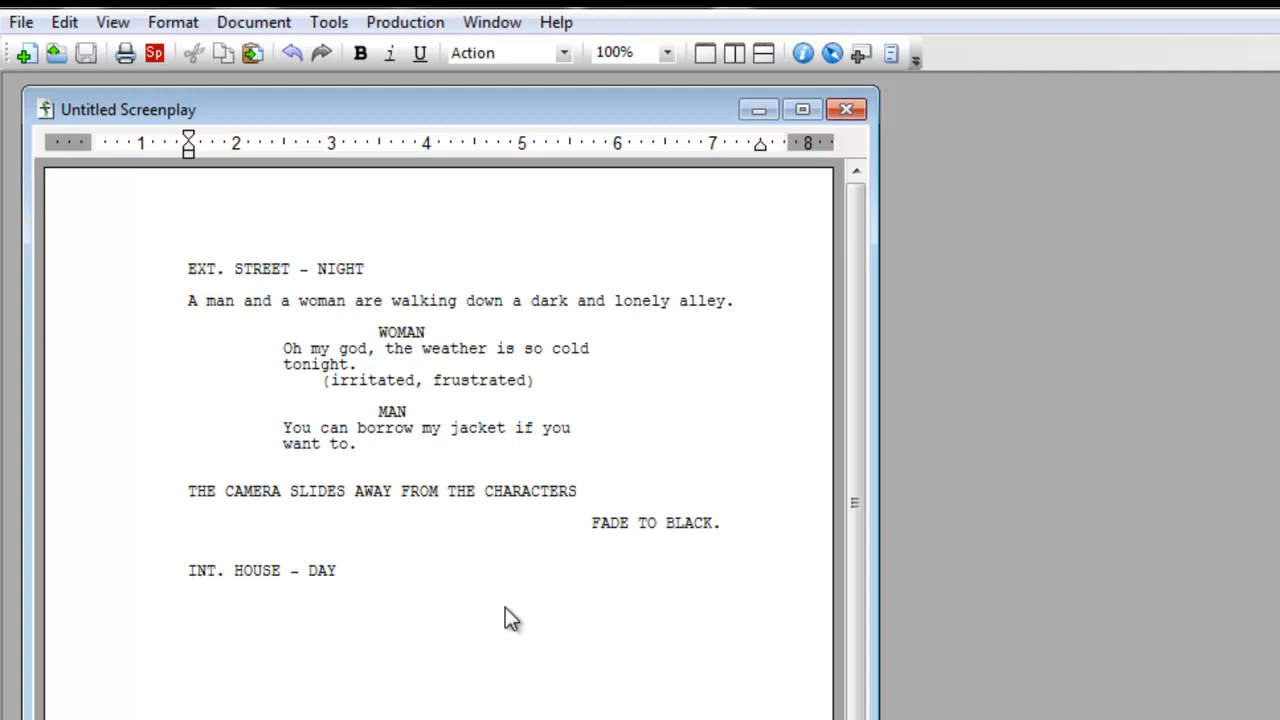 File Edit View Format Document Tools Production Window Help
Sp B i U Action 100%
Untitled Screenplay
1 2 3 4 5 6 7 8
EXT. STREET - NIGHT
A man and a woman are walking down a dark and lonely alley.
WOMAN
Oh my god, the weather is so cold
tonight.
(irritated, frustrated)
MAN
You can borrow my jacket if you
want to.
THE CAMERA SLIDES AWAY FROM THE CHARACTERS
FADE TO BLACK.
INT. HOUSE - DAY